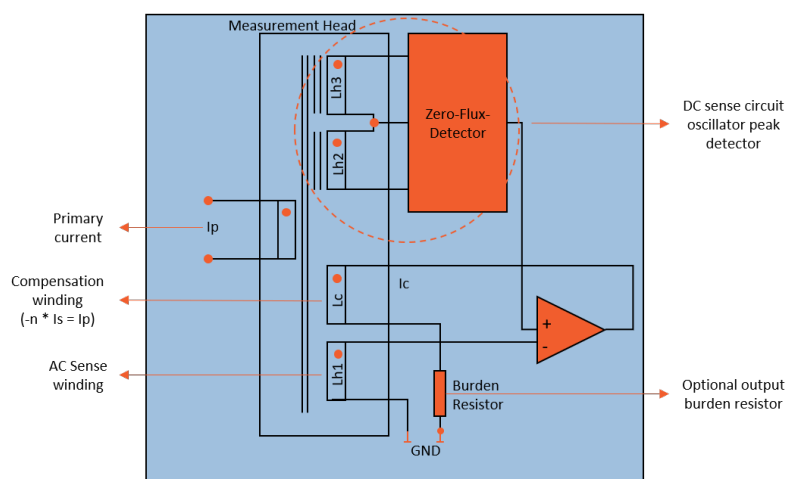 Measurement Head
Lh3
Zero-Flux-
Detector
DC sense circuit
oscillator peak
detector
Lh2
Primary
current
Ip
Compensation
winding
(-n * Is = Ip)
Lc
Ic
+
-
AC Sense
winding
Lh1
Burden
Resistor
Optional output
burden resistor
GND